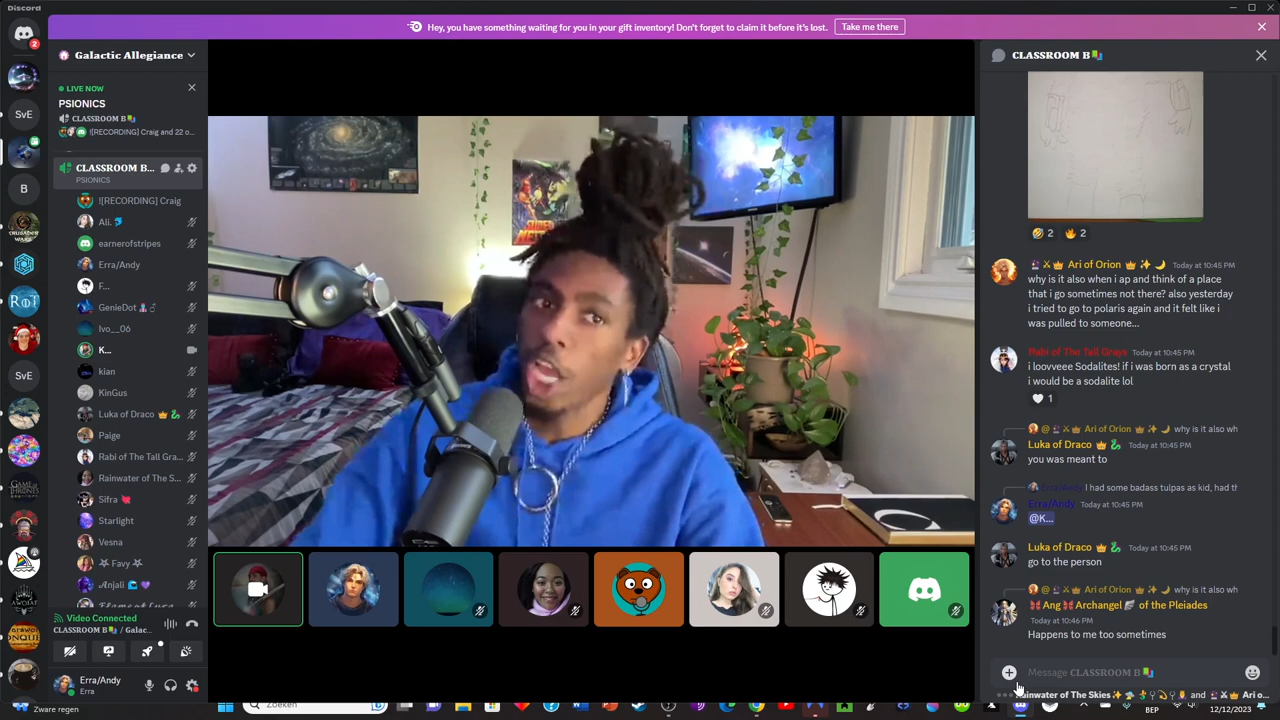 Discord
Hey, you have something waiting for you in your gift inventory! Don't forget to claim it before it's lost.
Take me there
2
SvE
B
SvE
Galactic Allegiance
LIVE NOW
PSIONICS
CLASSROOM B
![RECORDING] Craig and 22 o...
CLASSROOM B...
PSIONICS
![RECORDING] Craig
Ali.
earnerofstripes
Erra/Andy
F...
GenieDot
Ivo__06
K...
kian
KinGus
Luka of Draco
Paige
Rabi of The Tall Gra...
Rainwater of The S...
Sifra
Starlight
Vesna
Favy
Anjali
Video Connected
CLASSROOM B / Galac...
Erra/Andy
Erra
CLASSROOM B
2
2
Ari of Orion Today at 10:45 PM
why is it also when i ap and think of a place
that i go sometimes not there? also yesterday
i tried to go to polaris again and it felt like i
was pulled to someone...
Rabi of The Tall Grays Today at 10:45 PM
i loovveee Sodalites! if i was born as a crystal
i would be a sodalite lol
1
@ Ari of Orion why is it also wh
Luka of Draco Today at 10:45 PM
you was meant to
Erra/Andy I had some badass tulpas as kid, had th
Erra/Andy Today at 10:45 PM
@K...
Luka of Draco Today at 10:45 PM
go to the person
@ Ari of Orion why is it also wh
Ang Archangel of the Pleiades
Today at 10:46 PM
Happens to me too sometimes
Message CLASSROOM B
inwater of The Skies and Ari o...
Zware regen
Zoeken
BEP
12/12/2023